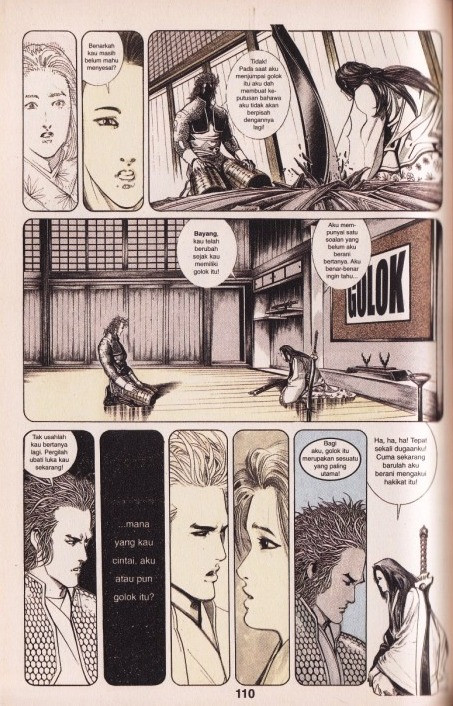 Benarkah
kau masih
belum mahu
menyesal?
Tidak!
Pada saat aku
menjumpai golok
itu aku dah
membuat ke-
putusan bahawa
aku tidak akan
berpisah
dengannya
lagi!
Bayang,
kau telah
berubah
sejak kau
memiliki
golok itu!
Aku mem-
punyai satu
soalan yang
belum aku
berani
bertanya. Aku
benar-benar
ingin tahu...
GOLOK
Tak usahlah
kau bertanya
lagi. Pergilah
ubati luka kau
sekarang!
...mana
yang kau
cintai, aku
atau pun
golok itu?
Bagi
aku, golok itu
merupakan sesuatu
yang paling
utama!
Ha, ha, ha! Tepat
sekali dugaanku!
Cuma sekarang
barulah aku
berani mengakui
hakikat itu!
110